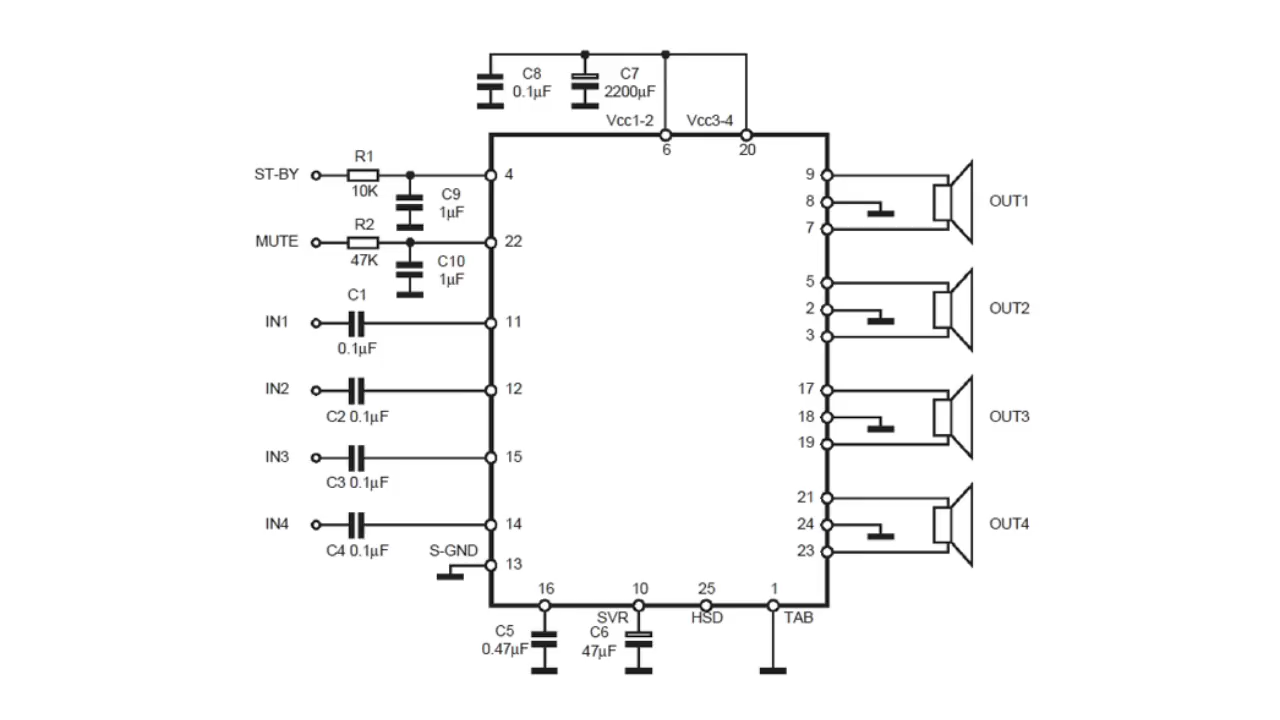 C8
0.1µF
C7
2200µF
Vcc1-2
Vcc3-4
6
20
ST-BY
R1
10K
C9
1µF
4
MUTE
R2
47K
C10
1µF
22
IN1
C1
0.1µF
11
IN2
C2 0.1µF
12
IN3
C3 0.1µF
15
IN4
C4 0.1µF
14
S-GND
13
9
8
7
OUT1
5
2
3
OUT2
17
18
19
OUT3
21
24
23
OUT4
16
10
25
1
SVR
HSD
TAB
C5
0.47µF
C6
47µF